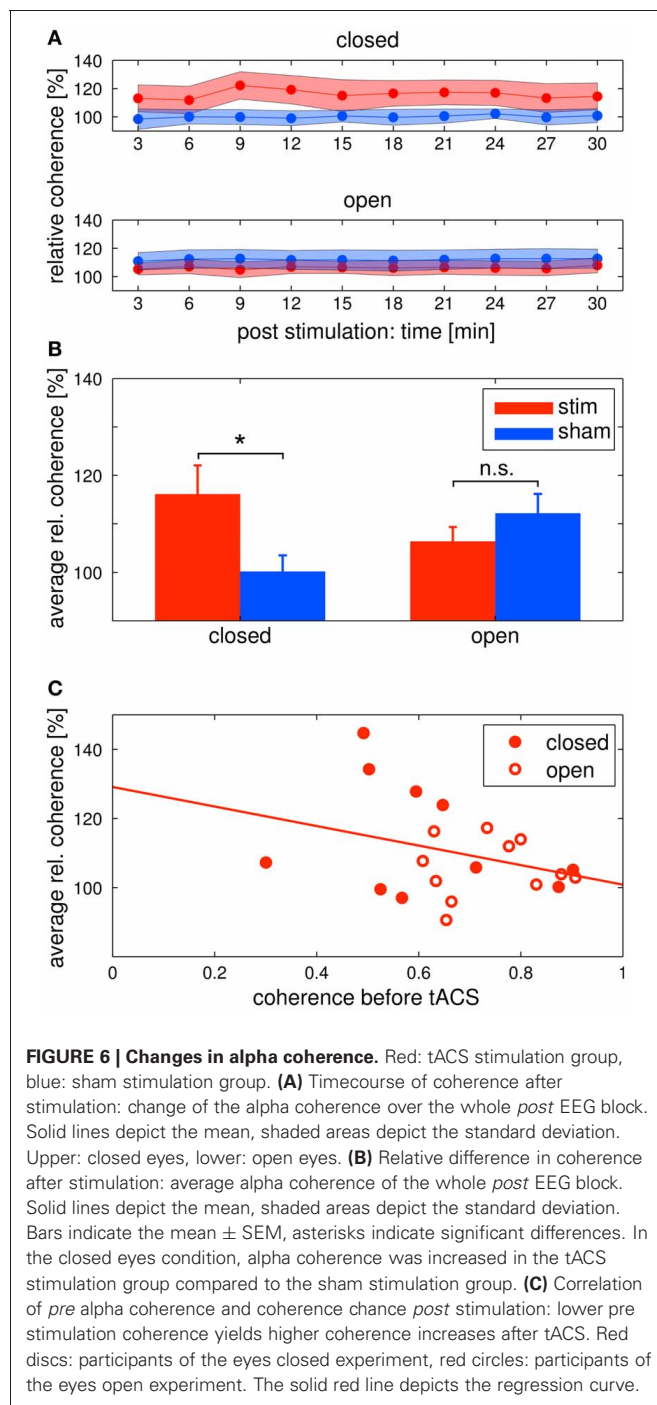 A
closed
relative coherence [%]
140
120
100
3 6 9 12 15 18 21 24 27 30
open
140
120
100
3 6 9 12 15 18 21 24 27 30
post stimulation: time [min]
B
average rel. coherence [%]
140
120
100
stim
sham
*
n.s.
closed open
C
average rel. coherence [%]
140
120
100
closed
open
0 0.2 0.4 0.6 0.8 1
coherence before tACS
FIGURE 6 | Changes in alpha coherence. Red: tACS stimulation group,
blue: sham stimulation group. (A) Timecourse of coherence after
stimulation: change of the alpha coherence over the whole post EEG block.
Solid lines depict the mean, shaded areas depict the standard deviation.
Upper: closed eyes, lower: open eyes. (B) Relative difference in coherence
after stimulation: average alpha coherence of the whole post EEG block.
Solid lines depict the mean, shaded areas depict the standard deviation.
Bars indicate the mean ± SEM, asterisks indicate significant differences. In
the closed eyes condition, alpha coherence was increased in the tACS
stimulation group compared to the sham stimulation group. (C) Correlation
of pre alpha coherence and coherence chance post stimulation: lower pre
stimulation coherence yields higher coherence increases after tACS. Red
discs: participants of the eyes closed experiment, red circles: participants of
the eyes open experiment. The solid red line depicts the regression curve.